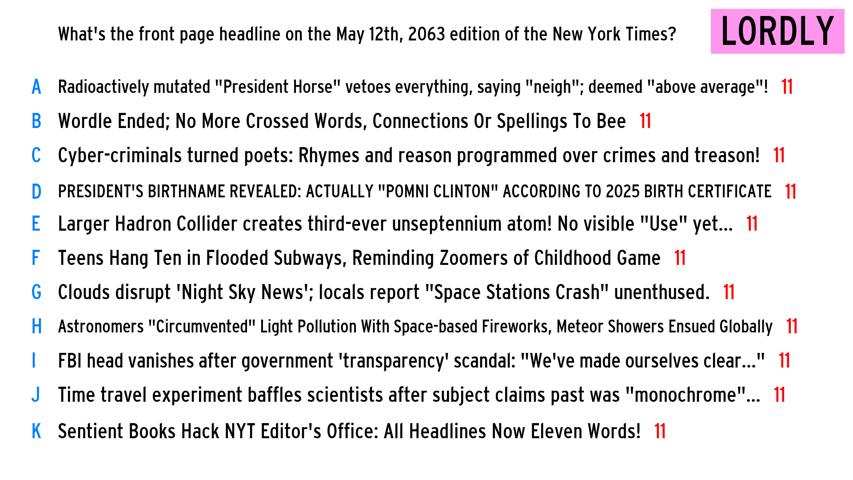 What's the front page headline on the May 12th, 2063 edition of the New York Times?
LORDLY
A Radioactively mutated "President Horse" vetoes everything, saying "neigh"; deemed "above average"! 11
B Wordle Ended; No More Crossed Words, Connections Or Spellings To Bee 11
C Cyber-criminals turned poets: Rhymes and reason programmed over crimes and treason! 11
D PRESIDENT'S BIRTHNAME REVEALED: ACTUALLY "POMNI CLINTON" ACCORDING TO 2025 BIRTH CERTIFICATE 11
E Larger Hadron Collider creates third-ever unseptennium atom! No visible "Use" yet... 11
F Teens Hang Ten in Flooded Subways, Reminding Zoomers of Childhood Game 11
G Clouds disrupt 'Night Sky News'; locals report "Space Stations Crash" unenthused. 11
H Astronomers "Circumvented" Light Pollution With Space-based Fireworks, Meteor Showers Ensued Globally 11
I FBI head vanishes after government 'transparency' scandal: "We've made ourselves clear..." 11
J Time travel experiment baffles scientists after subject claims past was "monochrome"... 11
K Sentient Books Hack NYT Editor's Office: All Headlines Now Eleven Words! 11